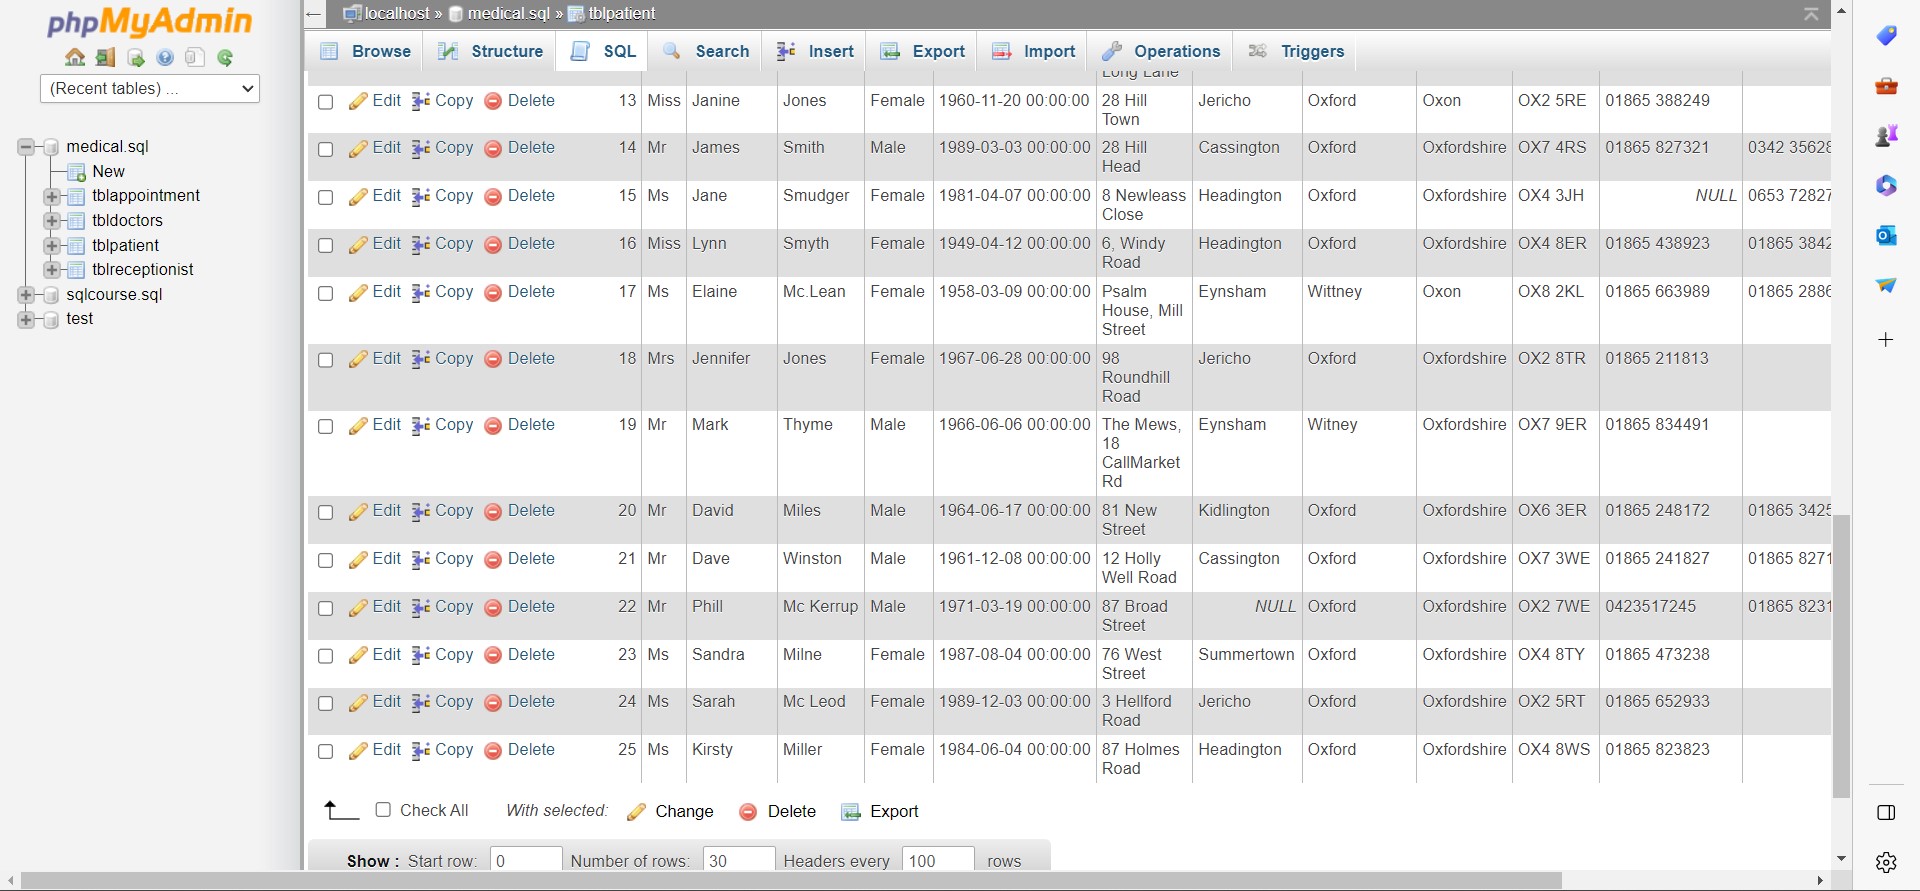 phpMyAdmin
(Recent tables) ...
medical.sql
New
tblappointment
tbldoctors
tblpatient
tblreceptionist
sqlcourse.sql
test
localhost » medical.sql » tblpatient
Browse Structure SQL Search Insert Export Import Operations Triggers
Long Lane
Edit Copy Delete 13 Miss Janine Jones Female 1960-11-20 00:00:00 28 Hill Jericho Oxford Oxon OX2 5RE 01865 388249
Town
Edit Copy Delete 14 Mr James Smith Male 1989-03-03 00:00:00 28 Hill Cassington Oxford Oxfordshire OX7 4RS 01865 827321 0342 35628
Head
Edit Copy Delete 15 Ms Jane Smudger Female 1981-04-07 00:00:00 8 Newleass Headington Oxford Oxfordshire OX4 3JH NULL 0653 72827
Close
Edit Copy Delete 16 Miss Lynn Smyth Female 1949-04-12 00:00:00 6, Windy Headington Oxford Oxfordshire OX4 8ER 01865 438923 01865 3842
Road
Edit Copy Delete 17 Ms Elaine Mc.Lean Female 1958-03-09 00:00:00 Psalm Eynsham Wittney Oxon OX8 2KL 01865 663989 01865 2886
House, Mill
Street
Edit Copy Delete 18 Mrs Jennifer Jones Female 1967-06-28 00:00:00 98 Jericho Oxford Oxfordshire OX2 8TR 01865 211813
Roundhill
Road
Edit Copy Delete 19 Mr Mark Thyme Male 1966-06-06 00:00:00 The Mews, Eynsham Witney Oxfordshire OX7 9ER 01865 834491
18
CallMarket
Rd
Edit Copy Delete 20 Mr David Miles Male 1964-06-17 00:00:00 81 New Kidlington Oxford Oxfordshire OX6 3ER 01865 248172 01865 3425
Street
Edit Copy Delete 21 Mr Dave Winston Male 1961-12-08 00:00:00 12 Holly Cassington Oxford Oxfordshire OX7 3WE 01865 241827 01865 8271
Well Road
Edit Copy Delete 22 Mr Phill Mc Kerrup Male 1971-03-19 00:00:00 87 Broad NULL Oxford Oxfordshire OX2 7WE 0423517245 01865 8231
Street
Edit Copy Delete 23 Ms Sandra Milne Female 1987-08-04 00:00:00 76 West Summertown Oxford Oxfordshire OX4 8TY 01865 473238
Street
Edit Copy Delete 24 Ms Sarah Mc Leod Female 1989-12-03 00:00:00 3 Hellford Jericho Oxford Oxfordshire OX2 5RT 01865 652933
Road
Edit Copy Delete 25 Ms Kirsty Miller Female 1984-06-04 00:00:00 87 Holmes Headington Oxford Oxfordshire OX4 8WS 01865 823823
Road
Check All With selected: Change Delete Export
Show : Start row: 0 Number of rows: 30 Headers every 100 rows